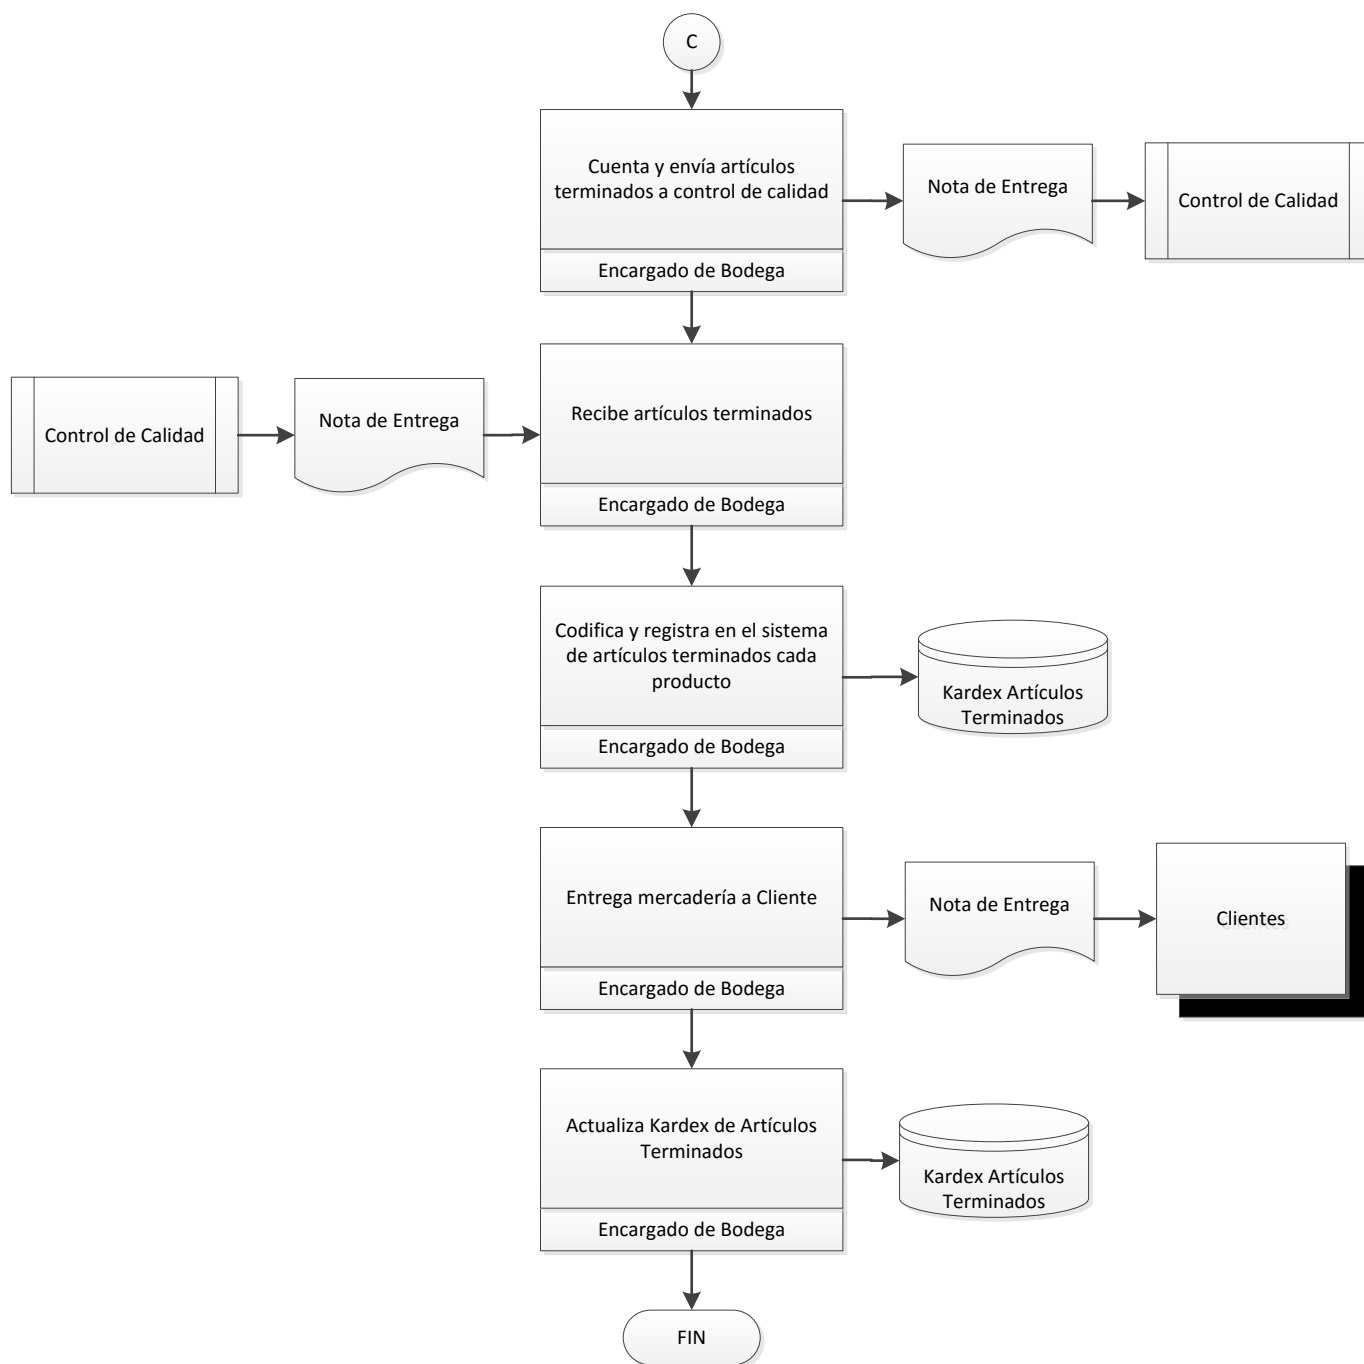 C
Cuenta y envía artículos
terminados a control de calidad
Encargado de Bodega
Nota de Entrega
Control de Calidad
Control de Calidad
Nota de Entrega
Recibe artículos terminados
Encargado de Bodega
Codifica y registra en el sistema
de artículos terminados cada
producto
Encargado de Bodega
Kardex Artículos
Terminados
Entrega mercadería a Cliente
Encargado de Bodega
Nota de Entrega
Clientes
Actualiza Kardex de Artículos
Terminados
Encargado de Bodega
Kardex Artículos
Terminados
FIN